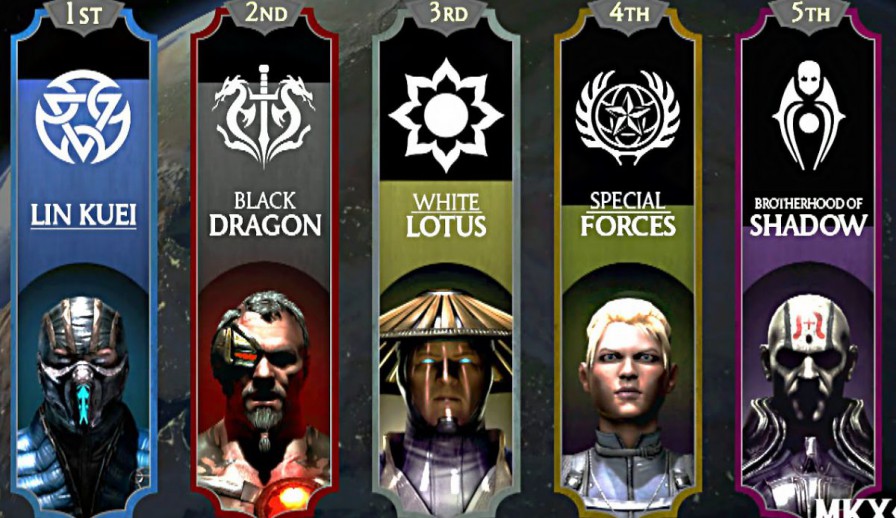 1ST
2ND
3RD
4TH
5TH
LIN KUEI
BLACK
DRAGON
WHITE
LOTUS
SPECIAL
FORCES
BROTHERHOOD OF
SHADOW
MKX